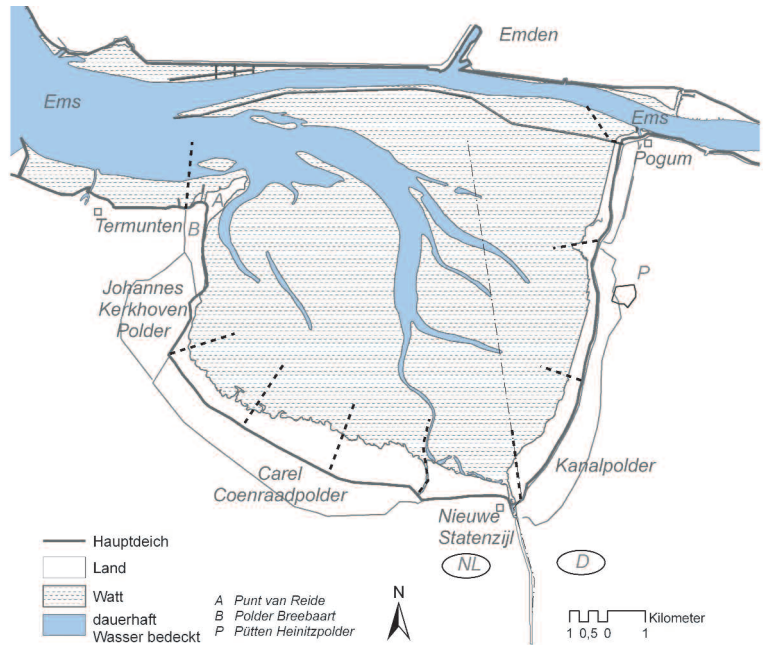 Emden
Ems
Ems
Pogum
A
Termunten
B
P
Johannes
Kerkhoven
Polder
Carel
Coenraadpolder
Kanalpolder
Nieuwe
Statenzijl
NL
D
Hauptdeich
Land
Watt
dauerhaft
Wasser bedeckt
A Punt van Reide
B Polder Breebaart
P Pütten Heinitzpolder
N
Kilometer
1 0,5 0 1